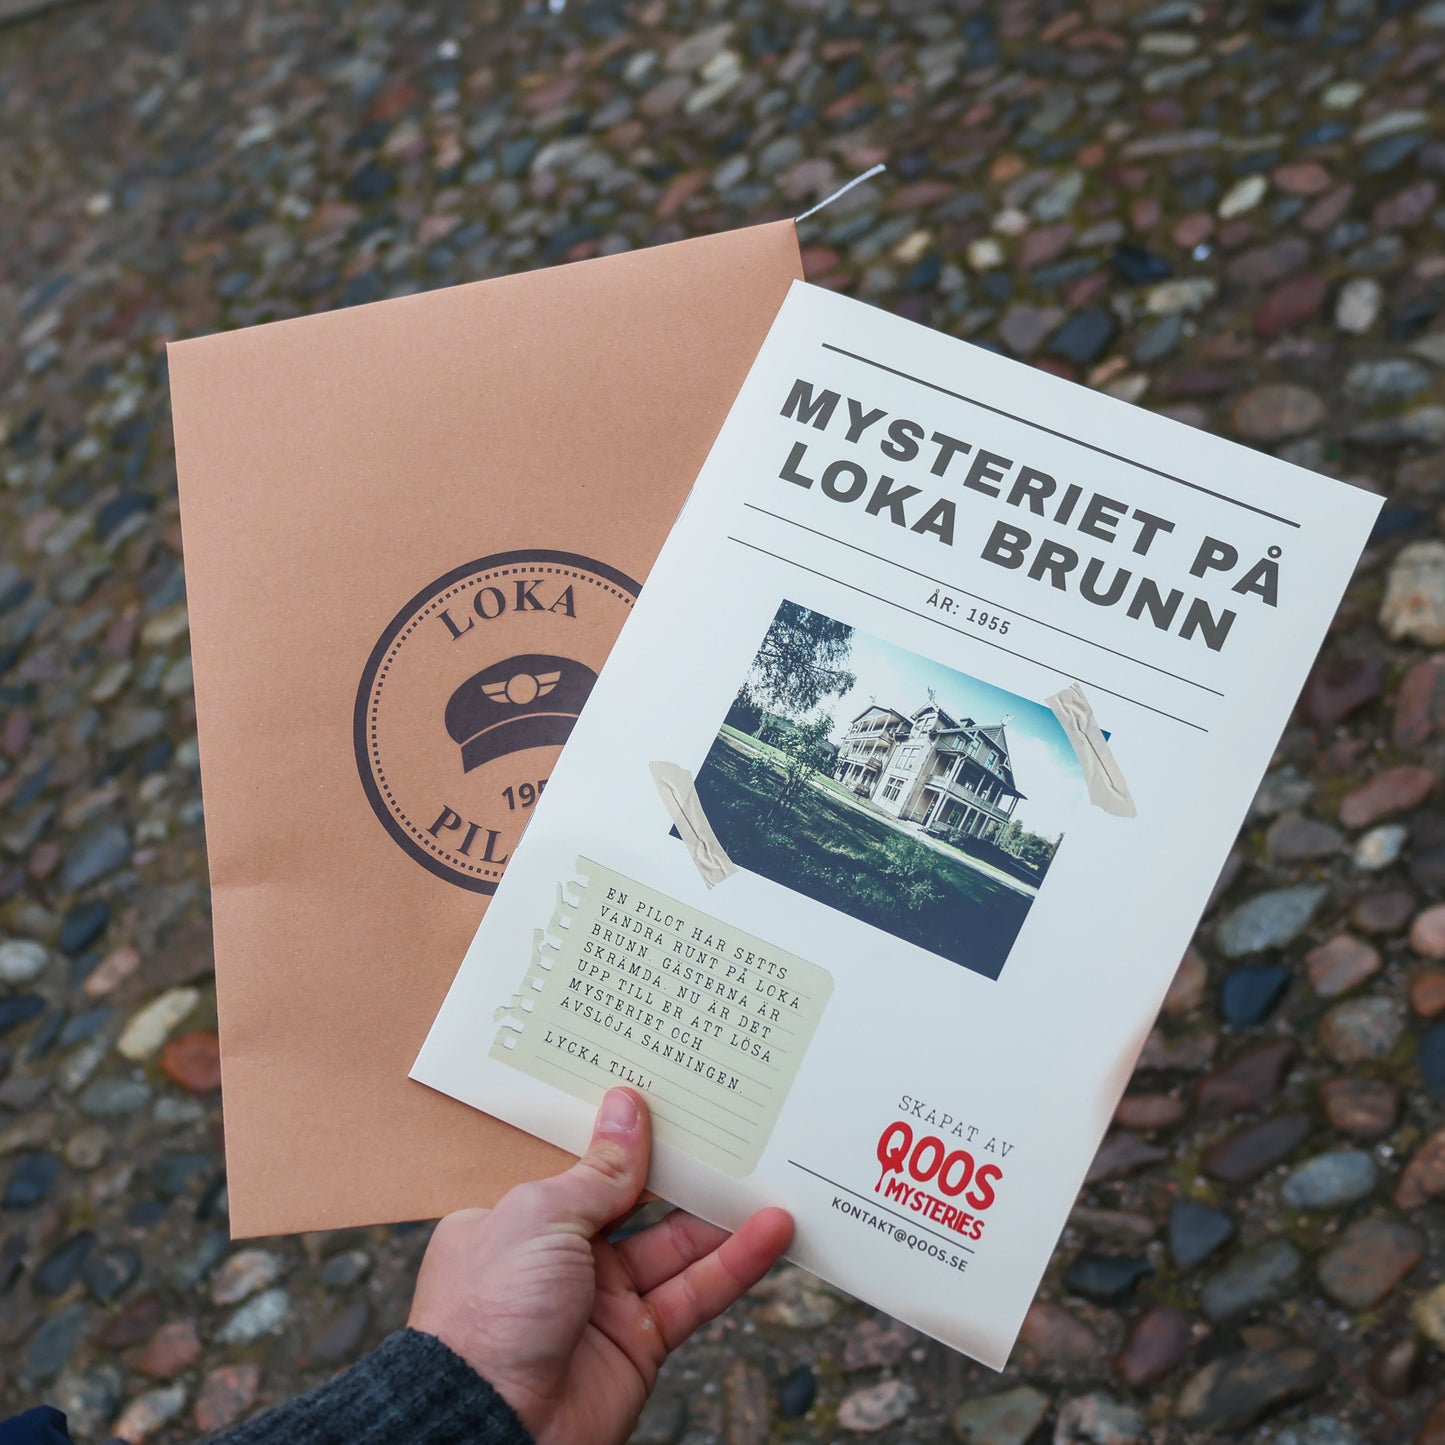 LOKA
195
PIL
MYSTERIET PÅ
LOKA BRUNN
ÅR: 1955
EN PILOT HAR SETTS
VANDRA RUNT PÅ LOKA
BRUNN. GÄSTERNA ÄR
SKRÄMDA. NU ÄR DET
UPP TILL ER ATT LÖSA
MYSTERIET OCH
AVSLÖJA SANNINGEN.
LYCKA TILL!
SKAPAT AV
QOOS
MYSTERIES
KONTAKT@QOOS.SE